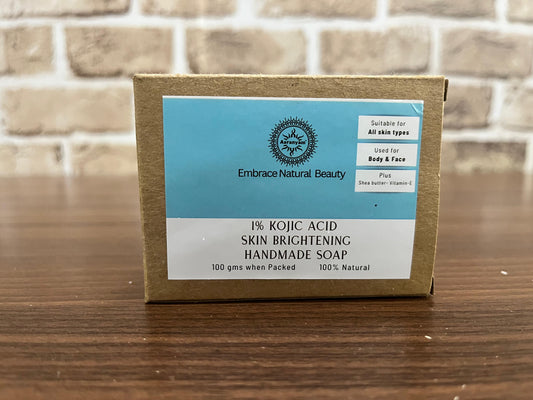 Aaranyam
Embrace Natural Beauty
Suitable for
All skin types
Used for
Body & Face
Plus
Shea butter- Vitamin-E
1% KOJIC ACID
SKIN BRIGHTENING
HANDMADE SOAP
100 gms when Packed 100% Natural